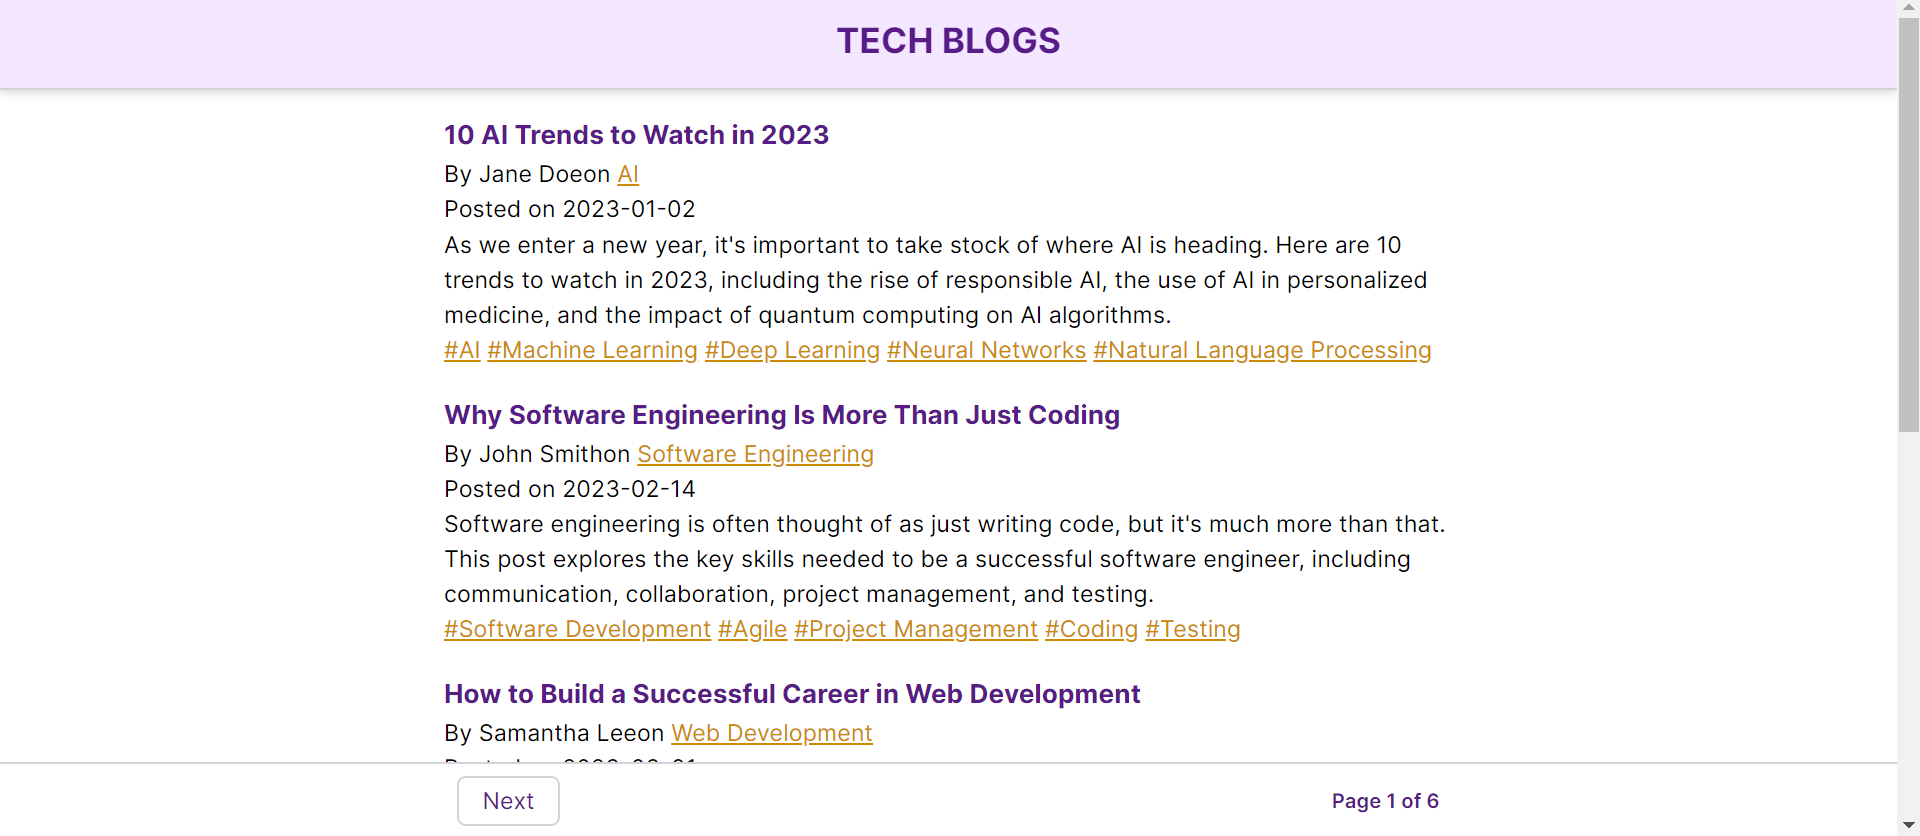 TECH BLOGS
10 AI Trends to Watch in 2023
By Jane Doeon AI
Posted on 2023-01-02
As we enter a new year, it's important to take stock of where AI is heading. Here are 10
trends to watch in 2023, including the rise of responsible AI, the use of AI in personalized
medicine, and the impact of quantum computing on AI algorithms.
#AI #Machine Learning #Deep Learning #Neural Networks #Natural Language Processing
Why Software Engineering Is More Than Just Coding
By John Smithon Software Engineering
Posted on 2023-02-14
Software engineering is often thought of as just writing code, but it's much more than that.
This post explores the key skills needed to be a successful software engineer, including
communication, collaboration, project management, and testing.
#Software Development #Agile #Project Management #Coding #Testing
How to Build a Successful Career in Web Development
By Samantha Leeon Web Development
Next
Page 1 of 6